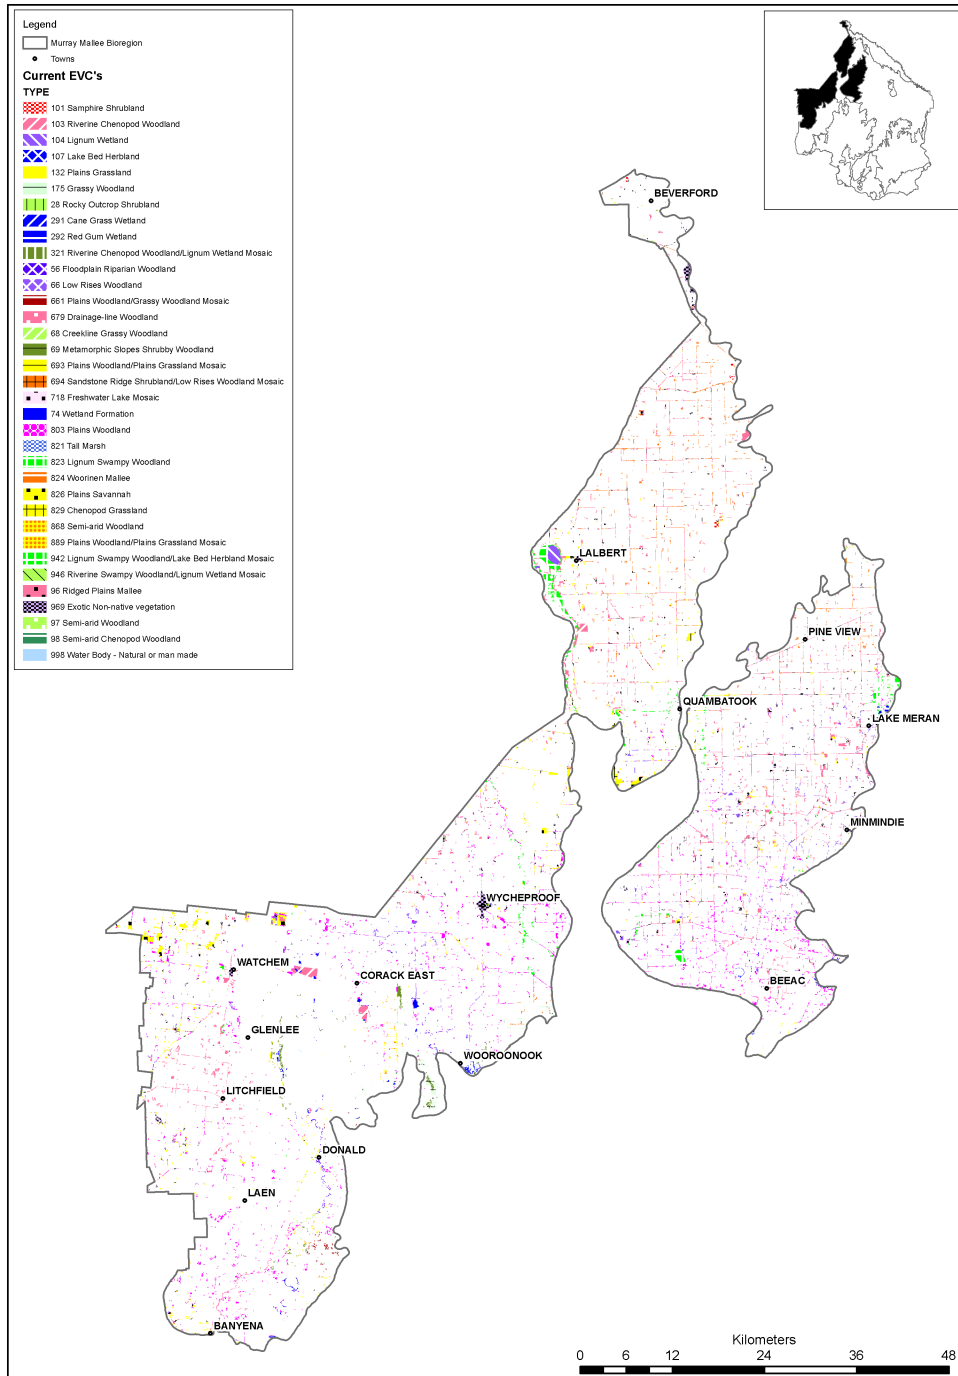 Legend
Murray Mallee Bioregion
Towns
Current EVC's
TYPE
101 Samphire Shrubland
103 Riverine Chenopod Woodland
104 Lignum Wetland
107 Lake Bed Herbland
132 Plains Grassland
175 Grassy Woodland
28 Rocky Outcrop Shrubland
291 Cane Grass Wetland
292 Red Gum Wetland
321 Riverine Chenopod Woodland/Lignum Wetland Mosaic
56 Floodplain Riparian Woodland
66 Low Rises Woodland
661 Plains Woodland/Grassy Woodland Mosaic
679 Drainage-line Woodland
68 Creekline Grassy Woodland
69 Metamorphic Slopes Shrubby Woodland
693 Plains Woodland/Plains Grassland Mosaic
694 Sandstone Ridge Shrubland/Low Rises Woodland Mosaic
718 Freshwater Lake Mosaic
74 Wetland Formation
803 Plains Woodland
821 Tall Marsh
823 Lignum Swampy Woodland
824 Woorinen Mallee
826 Plains Savannah
829 Chenopod Grassland
868 Semi-arid Woodland
889 Plains Woodland/Plains Grassland Mosaic
942 Lignum Swampy Woodland/Lake Bed Herbland Mosaic
946 Riverine Swampy Woodland/Lignum Wetland Mosaic
96 Ridged Plains Mallee
969 Exotic Non-native vegetation
97 Semi-arid Woodland
98 Semi-arid Chenopod Woodland
998 Water Body - Natural or man made
BEVERFORD
LALBERT
PINE VIEW
QUAMBATOOK
LAKE MERAN
MINMINDIE
WYCHEPROOF
WATCHEM
CORACK EAST
BEEAC
GLENLEE
WOOROONOOK
LITCHFIELD
DONALD
LAEN
BANYENA
Kilometers
0 6 12 24 36 48